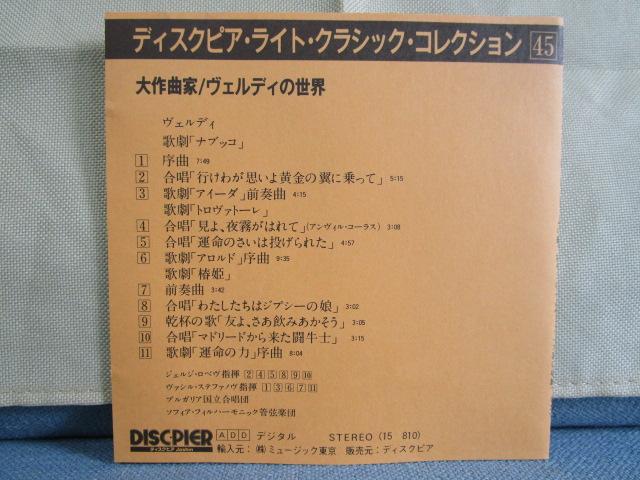 ディスクピア・ライト・クラシック・コレクション 45
大作曲家/ヴェルディの世界
ヴェルディ
歌劇「ナブッコ」
1 序曲 7:49
2 合唱「行けわが思いよ黄金の翼に乗って」 5:15
3 歌劇「アイーダ」前奏曲 4:15
歌劇「トロヴァトーレ」
4 合唱「見よ、夜霧がはれて」(アンヴィル・コーラス) 3:08
5 合唱「運命のさいは投げられた」 4:57
6 歌劇「アロルド」序曲 9:35
歌劇「椿姫」
7 前奏曲 3:42
8 合唱「わたしたちはジプシーの娘」 3:02
9 乾杯の歌「友よ、さあ飲みあかそう」 3:05
10 合唱「マドリードから来た闘牛士」 3:15
11 歌劇「運命の力」序曲 8:04
ジェルジ・ロベヴ指揮 2 4 5 8 9 10
ヴァシル・ステファノヴ指揮 1 3 6 7 11
ブルガリア国立合唱団
ソフィア・フィルハーモニック管弦楽団
DISC・PIER A D D デジタル STEREO (15 810)
ディスクピア Joshin 輸入元:㈱ミュージック東京 販売元:ディスクピア